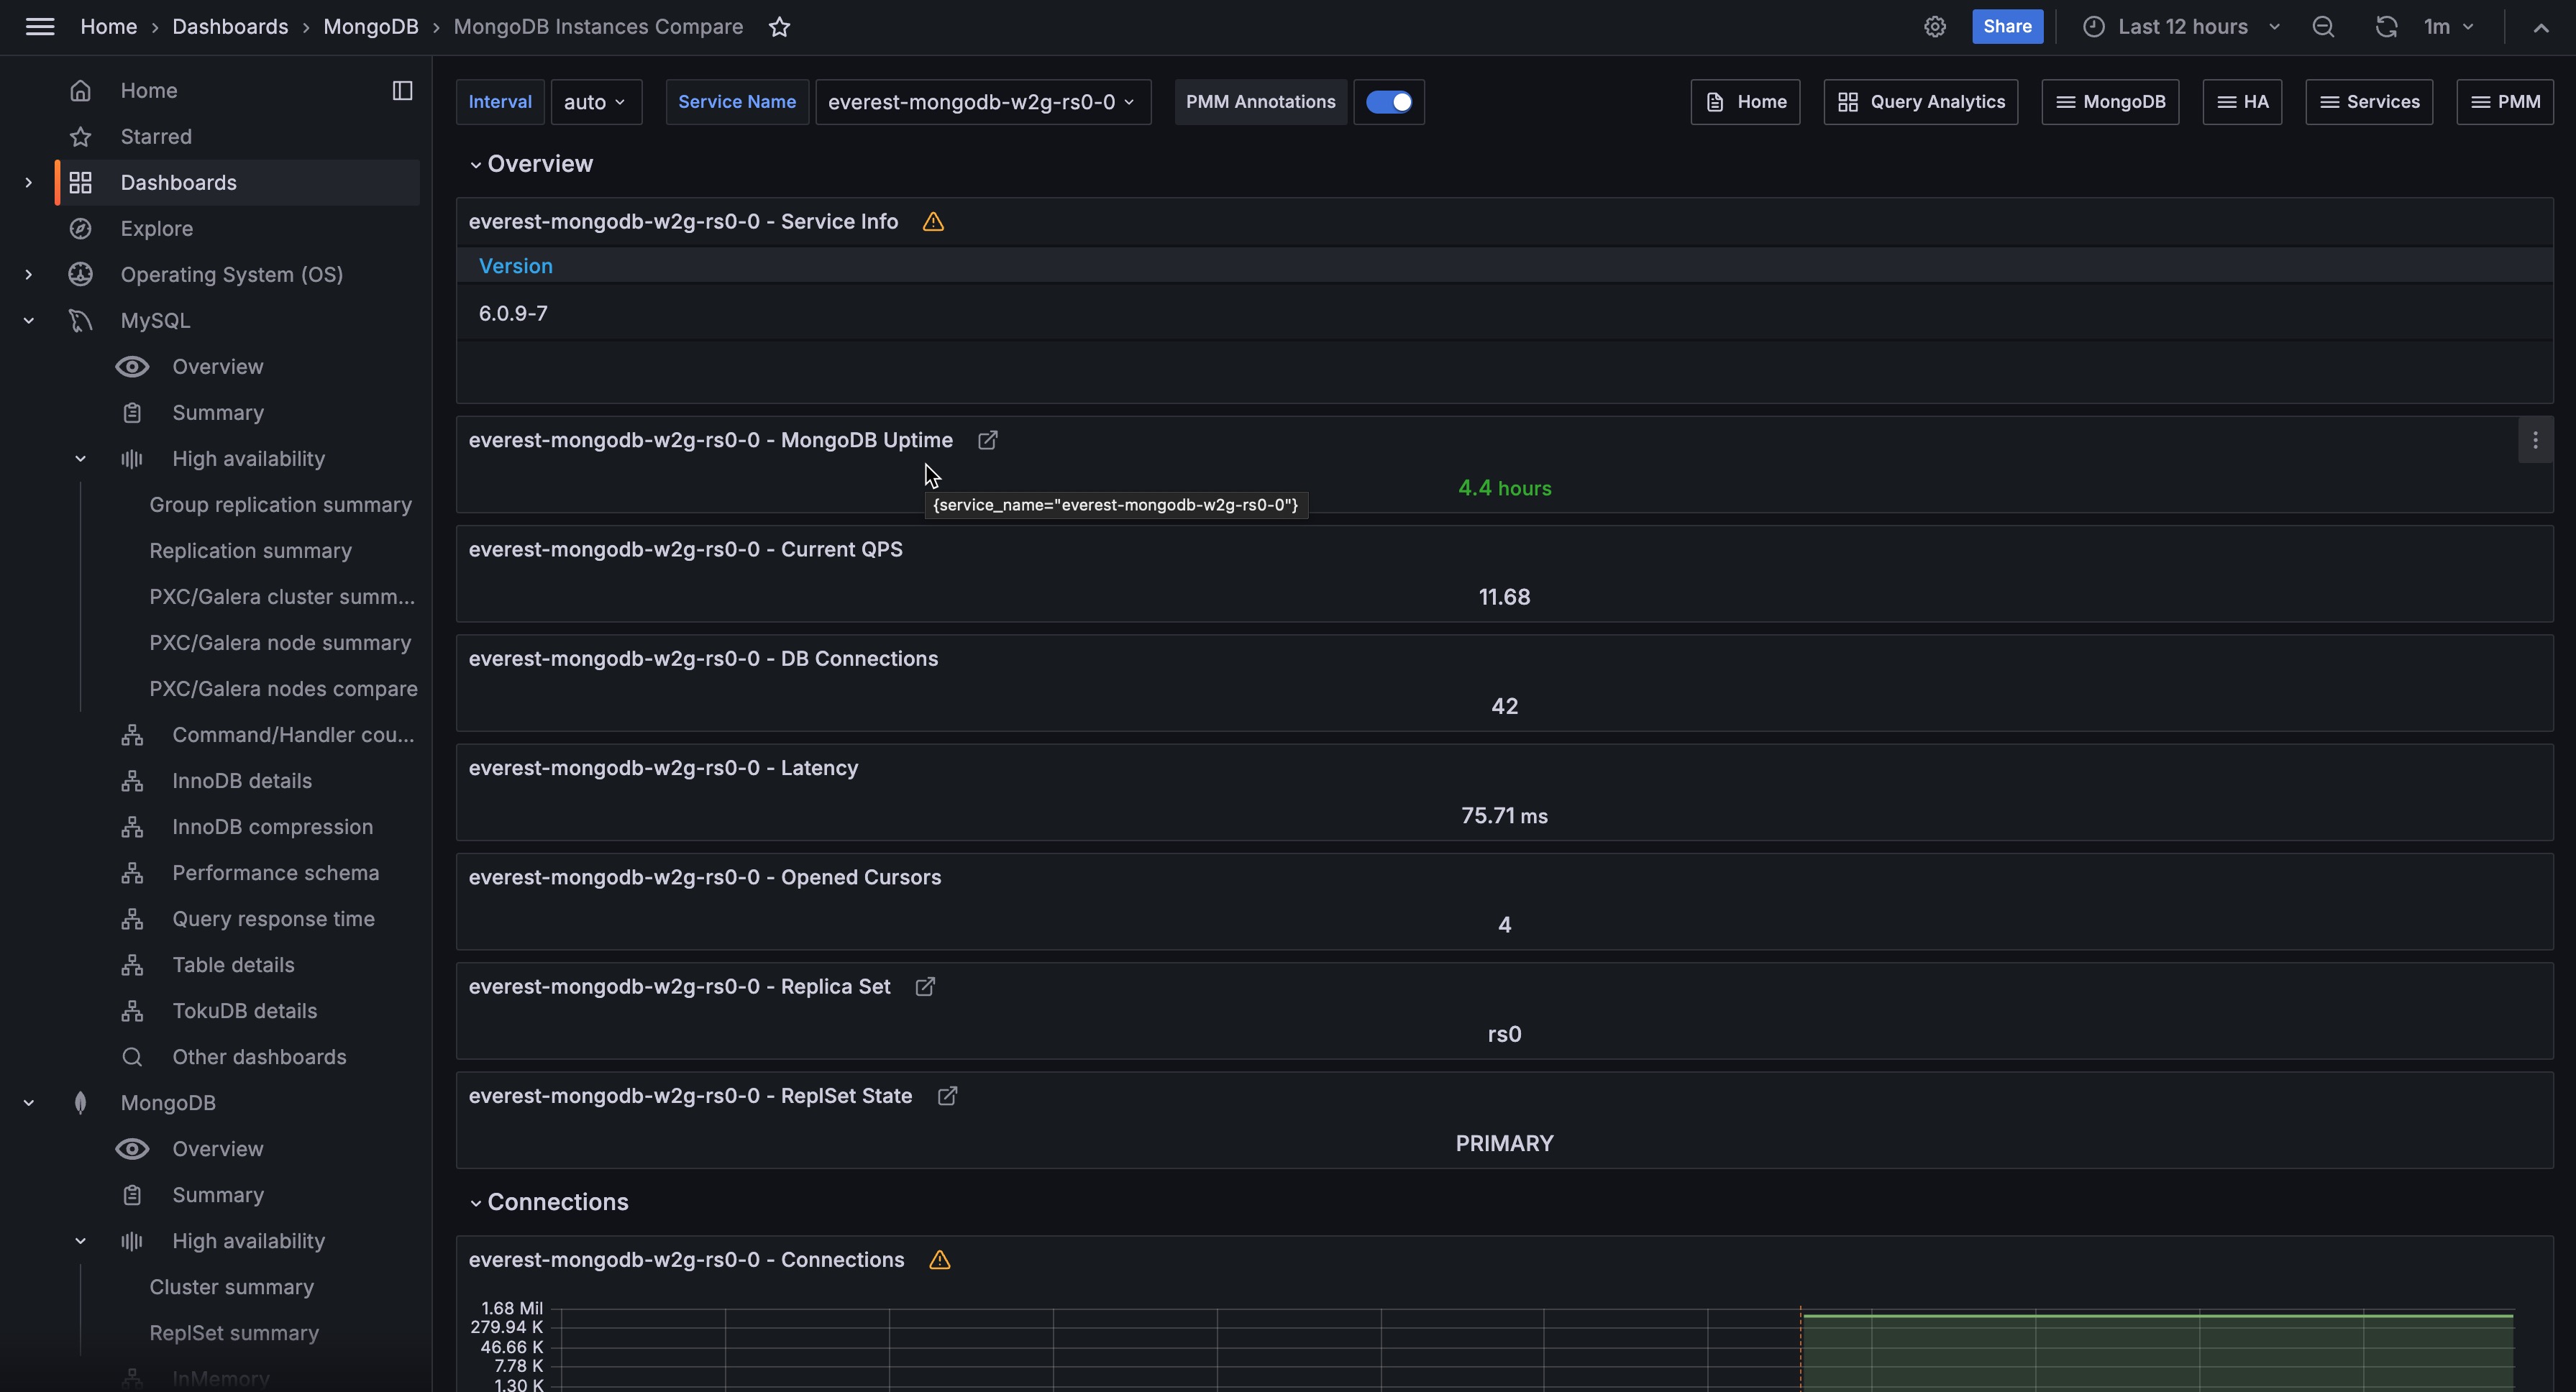 Home › Dashboards › MongoDB › MongoDB Instances Compare
Share
Last 12 hours
1m
Home
Starred
Dashboards
Explore
Operating System (OS)
MySQL
Overview
Summary
High availability
Group replication summary
Replication summary
PXC/Galera cluster summ...
PXC/Galera node summary
PXC/Galera nodes compare
Command/Handler cou...
InnoDB details
InnoDB compression
Performance schema
Query response time
Table details
TokuDB details
Other dashboards
MongoDB
Overview
Summary
High availability
Cluster summary
ReplSet summary
InMemory
Interval auto Service Name everest-mongodb-w2g-rs0-0 PMM Annotations
Home Query Analytics MongoDB HA Services PMM
Overview
everest-mongodb-w2g-rs0-0 - Service Info
Version
6.0.9-7
everest-mongodb-w2g-rs0-0 - MongoDB Uptime
4.4 hours
{service_name="everest-mongodb-w2g-rs0-0"}
everest-mongodb-w2g-rs0-0 - Current QPS
11.68
everest-mongodb-w2g-rs0-0 - DB Connections
42
everest-mongodb-w2g-rs0-0 - Latency
75.71 ms
everest-mongodb-w2g-rs0-0 - Opened Cursors
4
everest-mongodb-w2g-rs0-0 - Replica Set
rs0
everest-mongodb-w2g-rs0-0 - ReplSet State
PRIMARY
Connections
everest-mongodb-w2g-rs0-0 - Connections
1.68 Mil
279.94 K
46.66 K
7.78 K
1.30 K